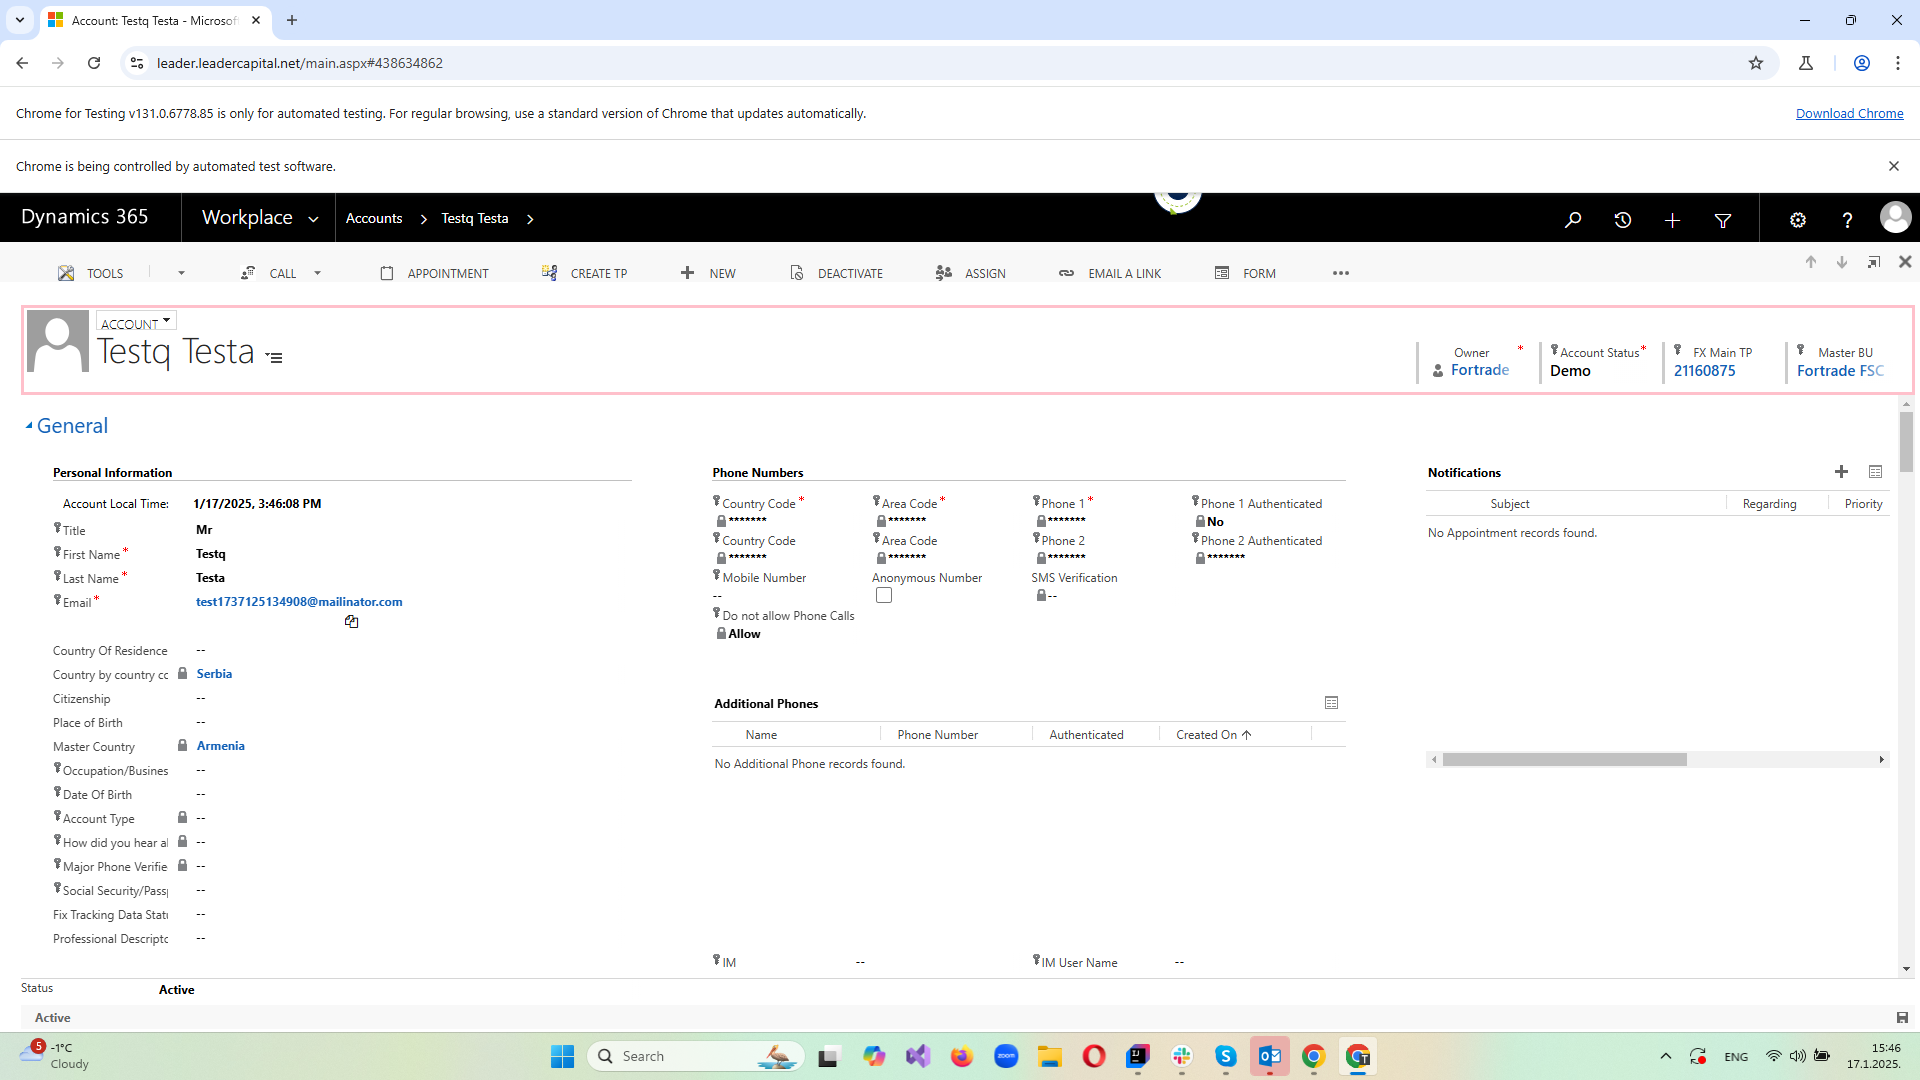 Account: Testq Testa - Microsof
leader.leadercapital.net/main.aspx#438634862
Chrome for Testing v131.0.6778.85 is only for automated testing. For regular browsing, use a standard version of Chrome that updates automatically.
Download Chrome
Chrome is being controlled by automated test software.
Dynamics 365
Workplace
Accounts
Testq Testa
TOOLS
CALL
APPOINTMENT
CREATE TP
NEW
DEACTIVATE
ASSIGN
EMAIL A LINK
FORM
ACCOUNT
Testq Testa
Owner *
Fortrade
Account Status *
Demo
FX Main TP
21160875
Master BU
Fortrade FSC
General
Personal Information
Account Local Time:
1/17/2025, 3:46:08 PM
Title
Mr
First Name *
Testq
Last Name *
Testa
Email *
test1737125134908@mailinator.com
Country Of Residence
--
Country by country cc
Serbia
Citizenship
--
Place of Birth
--
Master Country
Armenia
Occupation/Busines
--
Date Of Birth
--
Account Type
--
How did you hear a
--
Major Phone Verifie
--
Social Security/Passp
--
Fix Tracking Data Statu
--
Professional Descripto
--
Phone Numbers
Country Code *
*******
Area Code *
*******
Phone 1 *
*******
Phone 1 Authenticated
No
Country Code
*******
Area Code
*******
Phone 2
*******
Phone 2 Authenticated
*******
Mobile Number
--
Anonymous Number
SMS Verification
--
Do not allow Phone Calls
Allow
Additional Phones
Name
Phone Number
Authenticated
Created On
No Additional Phone records found.
IM
--
IM User Name
--
Notifications
Subject
Regarding
Priority
No Appointment records found.
Status
Active
Active
5
-1°C
Cloudy
Search
zoom
ENG
15:46
17.1.2025.